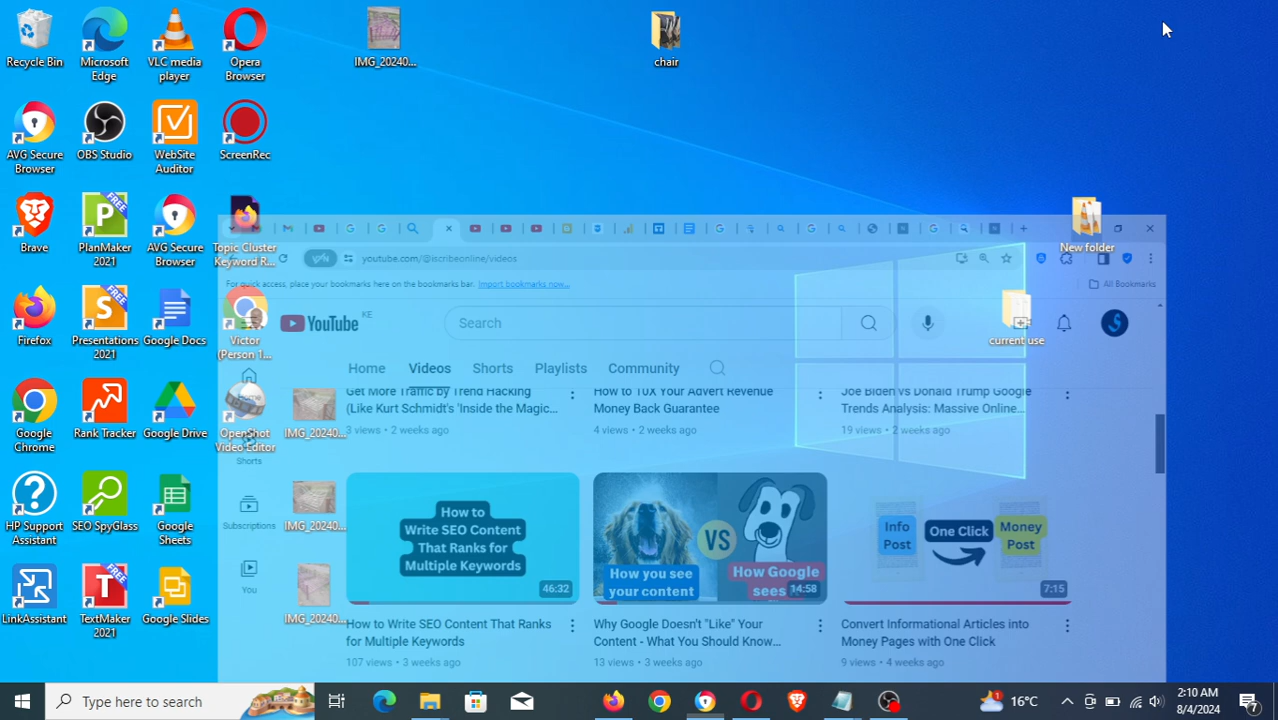 Recycle Bin
Microsoft Edge
VLC media player
Opera Browser
IMG_20240...
chair
AVG Secure Browser
OBS Studio
WebSite Auditor
ScreenRec
Brave
PlanMaker 2021
AVG Secure Browser
Topic Cluster Keyword R...
New folder
youtube.com/@iscribeonline/videos
For quick access, place your bookmarks here on the bookmarks bar. Import bookmarks now...
All Bookmarks
Firefox
Presentations 2021
Google Docs
Victor (Person 1...
YouTube KE
Search
current use
Home
Videos
Shorts
Playlists
Community
Google Chrome
Rank Tracker
Google Drive
OpenShot Video Editor
Home
Shorts
IMG_20240...
Get More Traffic by Trend Hacking
(Like Kurt Schmidt's 'Inside the Magic...
3 views • 2 weeks ago
How to 10X Your Advert Revenue
Money Back Guarantee
4 views • 2 weeks ago
Joe Biden vs Donald Trump Google
Trends Analysis: Massive Online...
19 views • 2 weeks ago
HP Support Assistant
SEO SpyGlass
Google Sheets
Subscriptions
IMG_20240...
How to
Write SEO Content
That Ranks for
Multiple Keywords
46:32
VS
How you see
your content
How Google
sees
14:58
Info
Post
One Click
Money
Post
7:15
LinkAssistant
TextMaker 2021
Google Slides
You
IMG_20240...
How to Write SEO Content That Ranks
for Multiple Keywords
107 views • 3 weeks ago
Why Google Doesn't "Like" Your
Content - What You Should Know...
13 views • 3 weeks ago
Convert Informational Articles into
Money Pages with One Click
9 views • 4 weeks ago
Type here to search
1
16°C
2:10 AM
8/4/2024
7